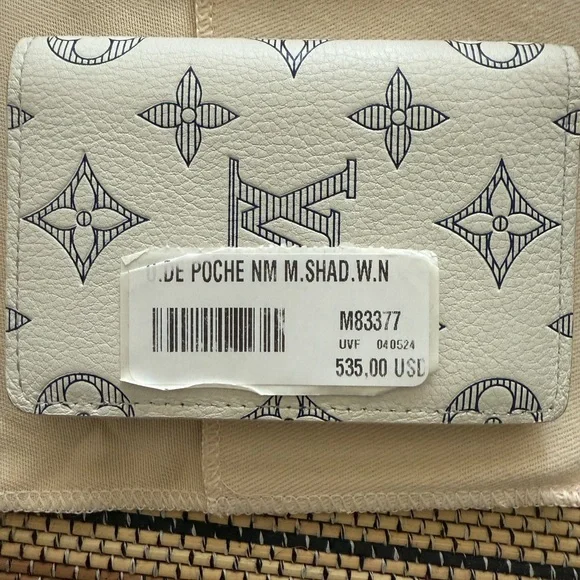 O.DE POCHE NM M.SHAD.W.N
M83377
UVF 040524
535,00 USD